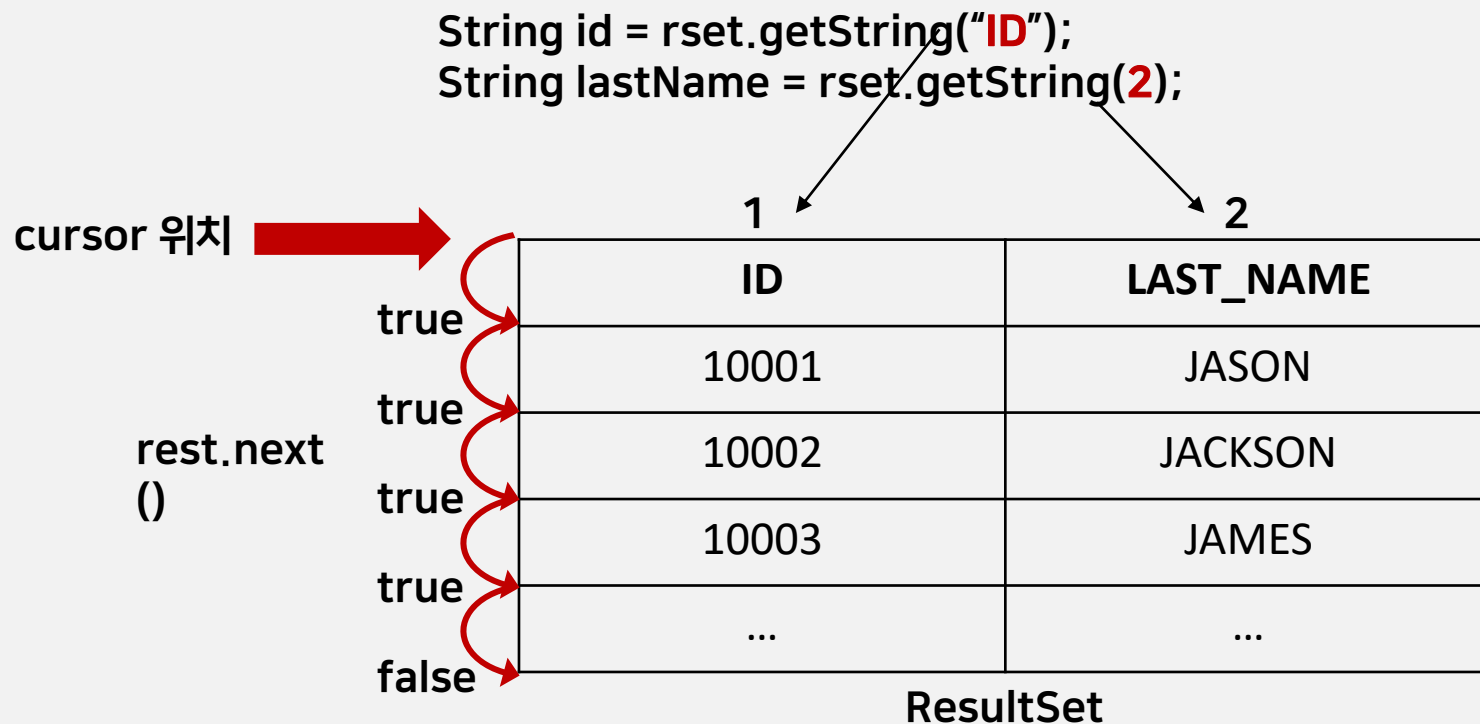 String id = rset.getString(“ID”);
String lastName = rset.getString(2);
cursor 위치
1 2
ID LAST_NAME
true
10001 JASON
true
rest.next
()
10002 JACKSON
true
10003 JAMES
true
... ...
false
ResultSet